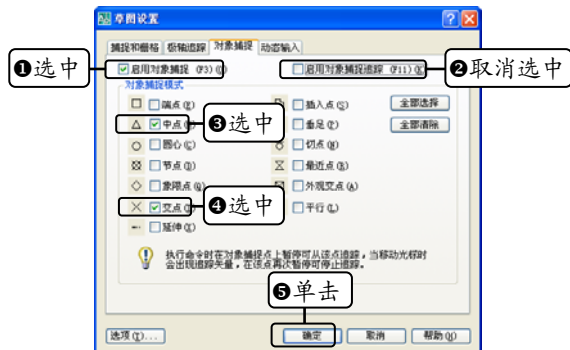 草图设置
捕捉和栅格 极轴追踪 对象捕捉 动态输入
❶选中
启用对象捕捉 (F3)(O)
启用对象捕捉追踪 (F11)(K)
❷取消选中
对象捕捉模式
端点(E)
插入点(S)
全部选择
中点
❸选中
垂足(P)
全部清除
圆心(C)
切点(N)
节点(D)
最近点(R)
象限点(Q)
外观交点(A)
交点
❹选中
平行(L)
延伸(X)
执行命令时在对象捕捉点上暂停可从该点追踪，当移动光标时
会出现追踪矢量，在该点再次暂停可停止追踪。
❺单击
选项(T)...
确定
取消
帮助(H)